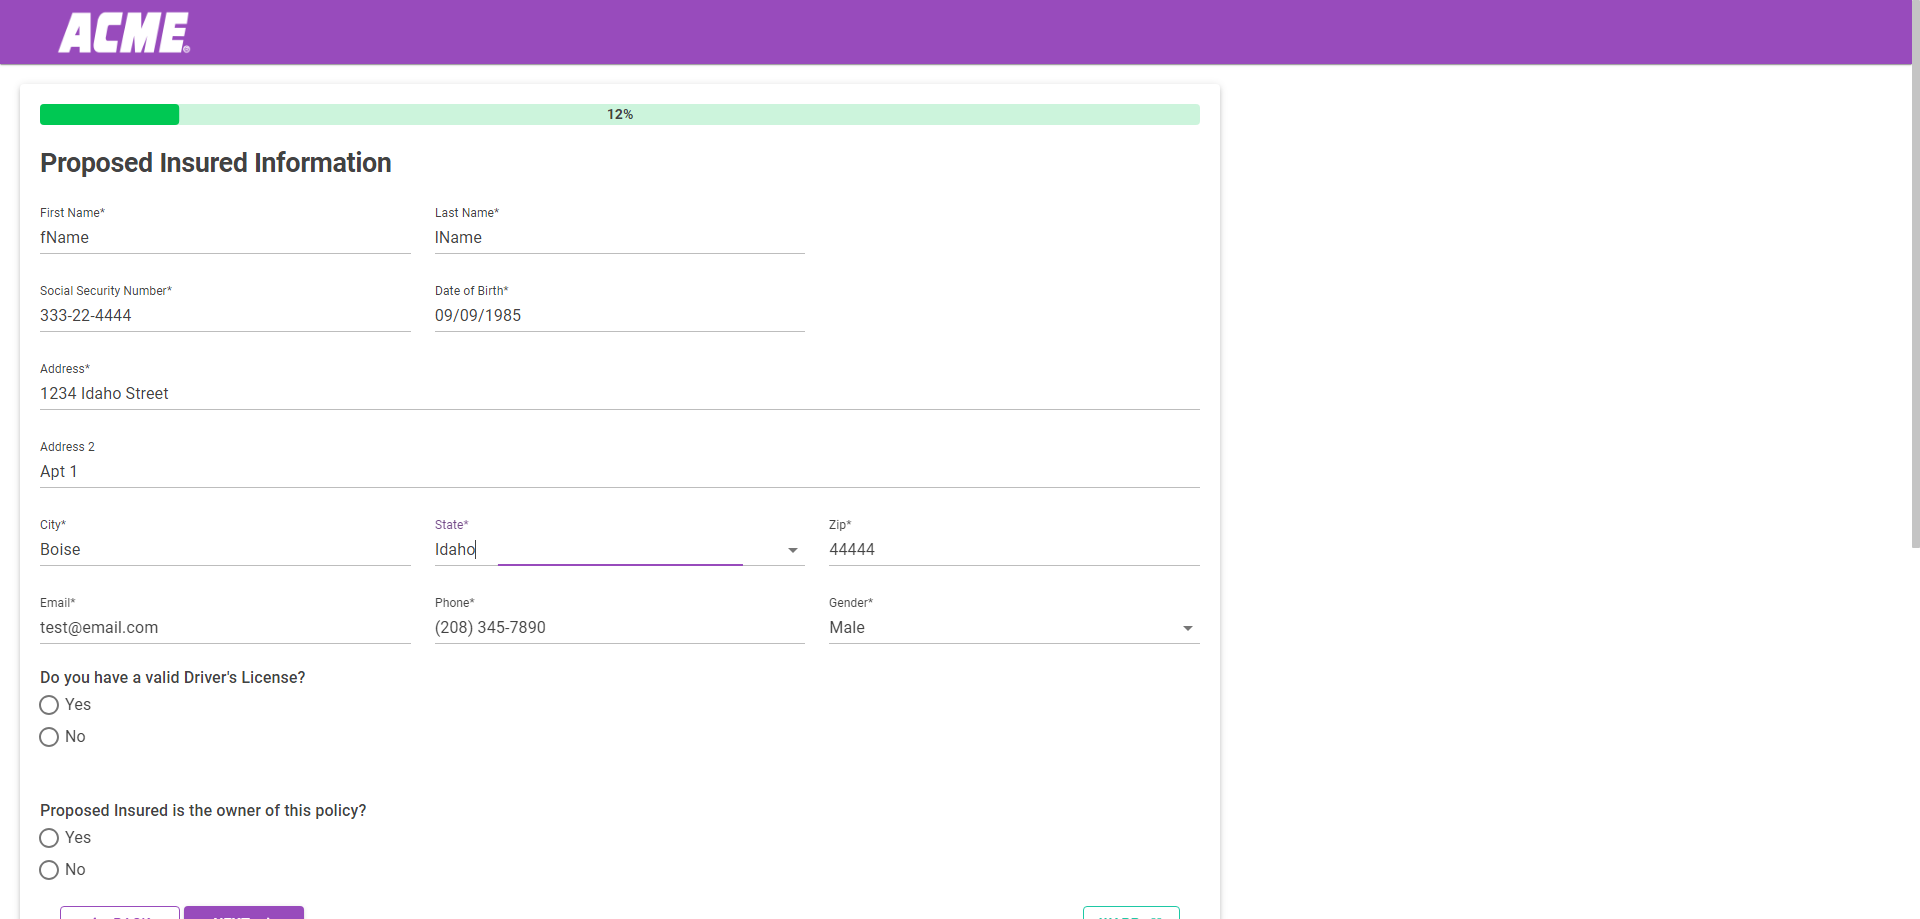 ACME®
12%
Proposed Insured Information
First Name* Last Name*
fName lName
Social Security Number* Date of Birth*
333-22-4444 09/09/1985
Address*
1234 Idaho Street
Address 2
Apt 1
City* State* Zip*
Boise Idaho 44444
Email* Phone* Gender*
test@email.com (208) 345-7890 Male
Do you have a valid Driver's License?
Yes
No
Proposed Insured is the owner of this policy?
Yes
No